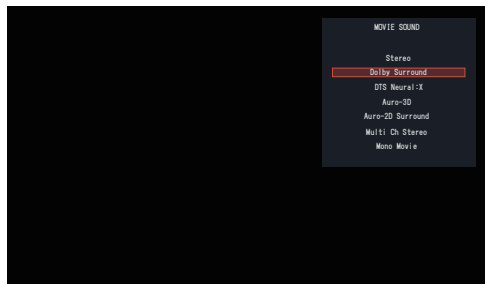 MOVIE SOUND
Stereo
Dolby Surround
DTS Neural:X
Auro-3D
Auro-2D Surround
Multi Ch Stereo
Mono Movie